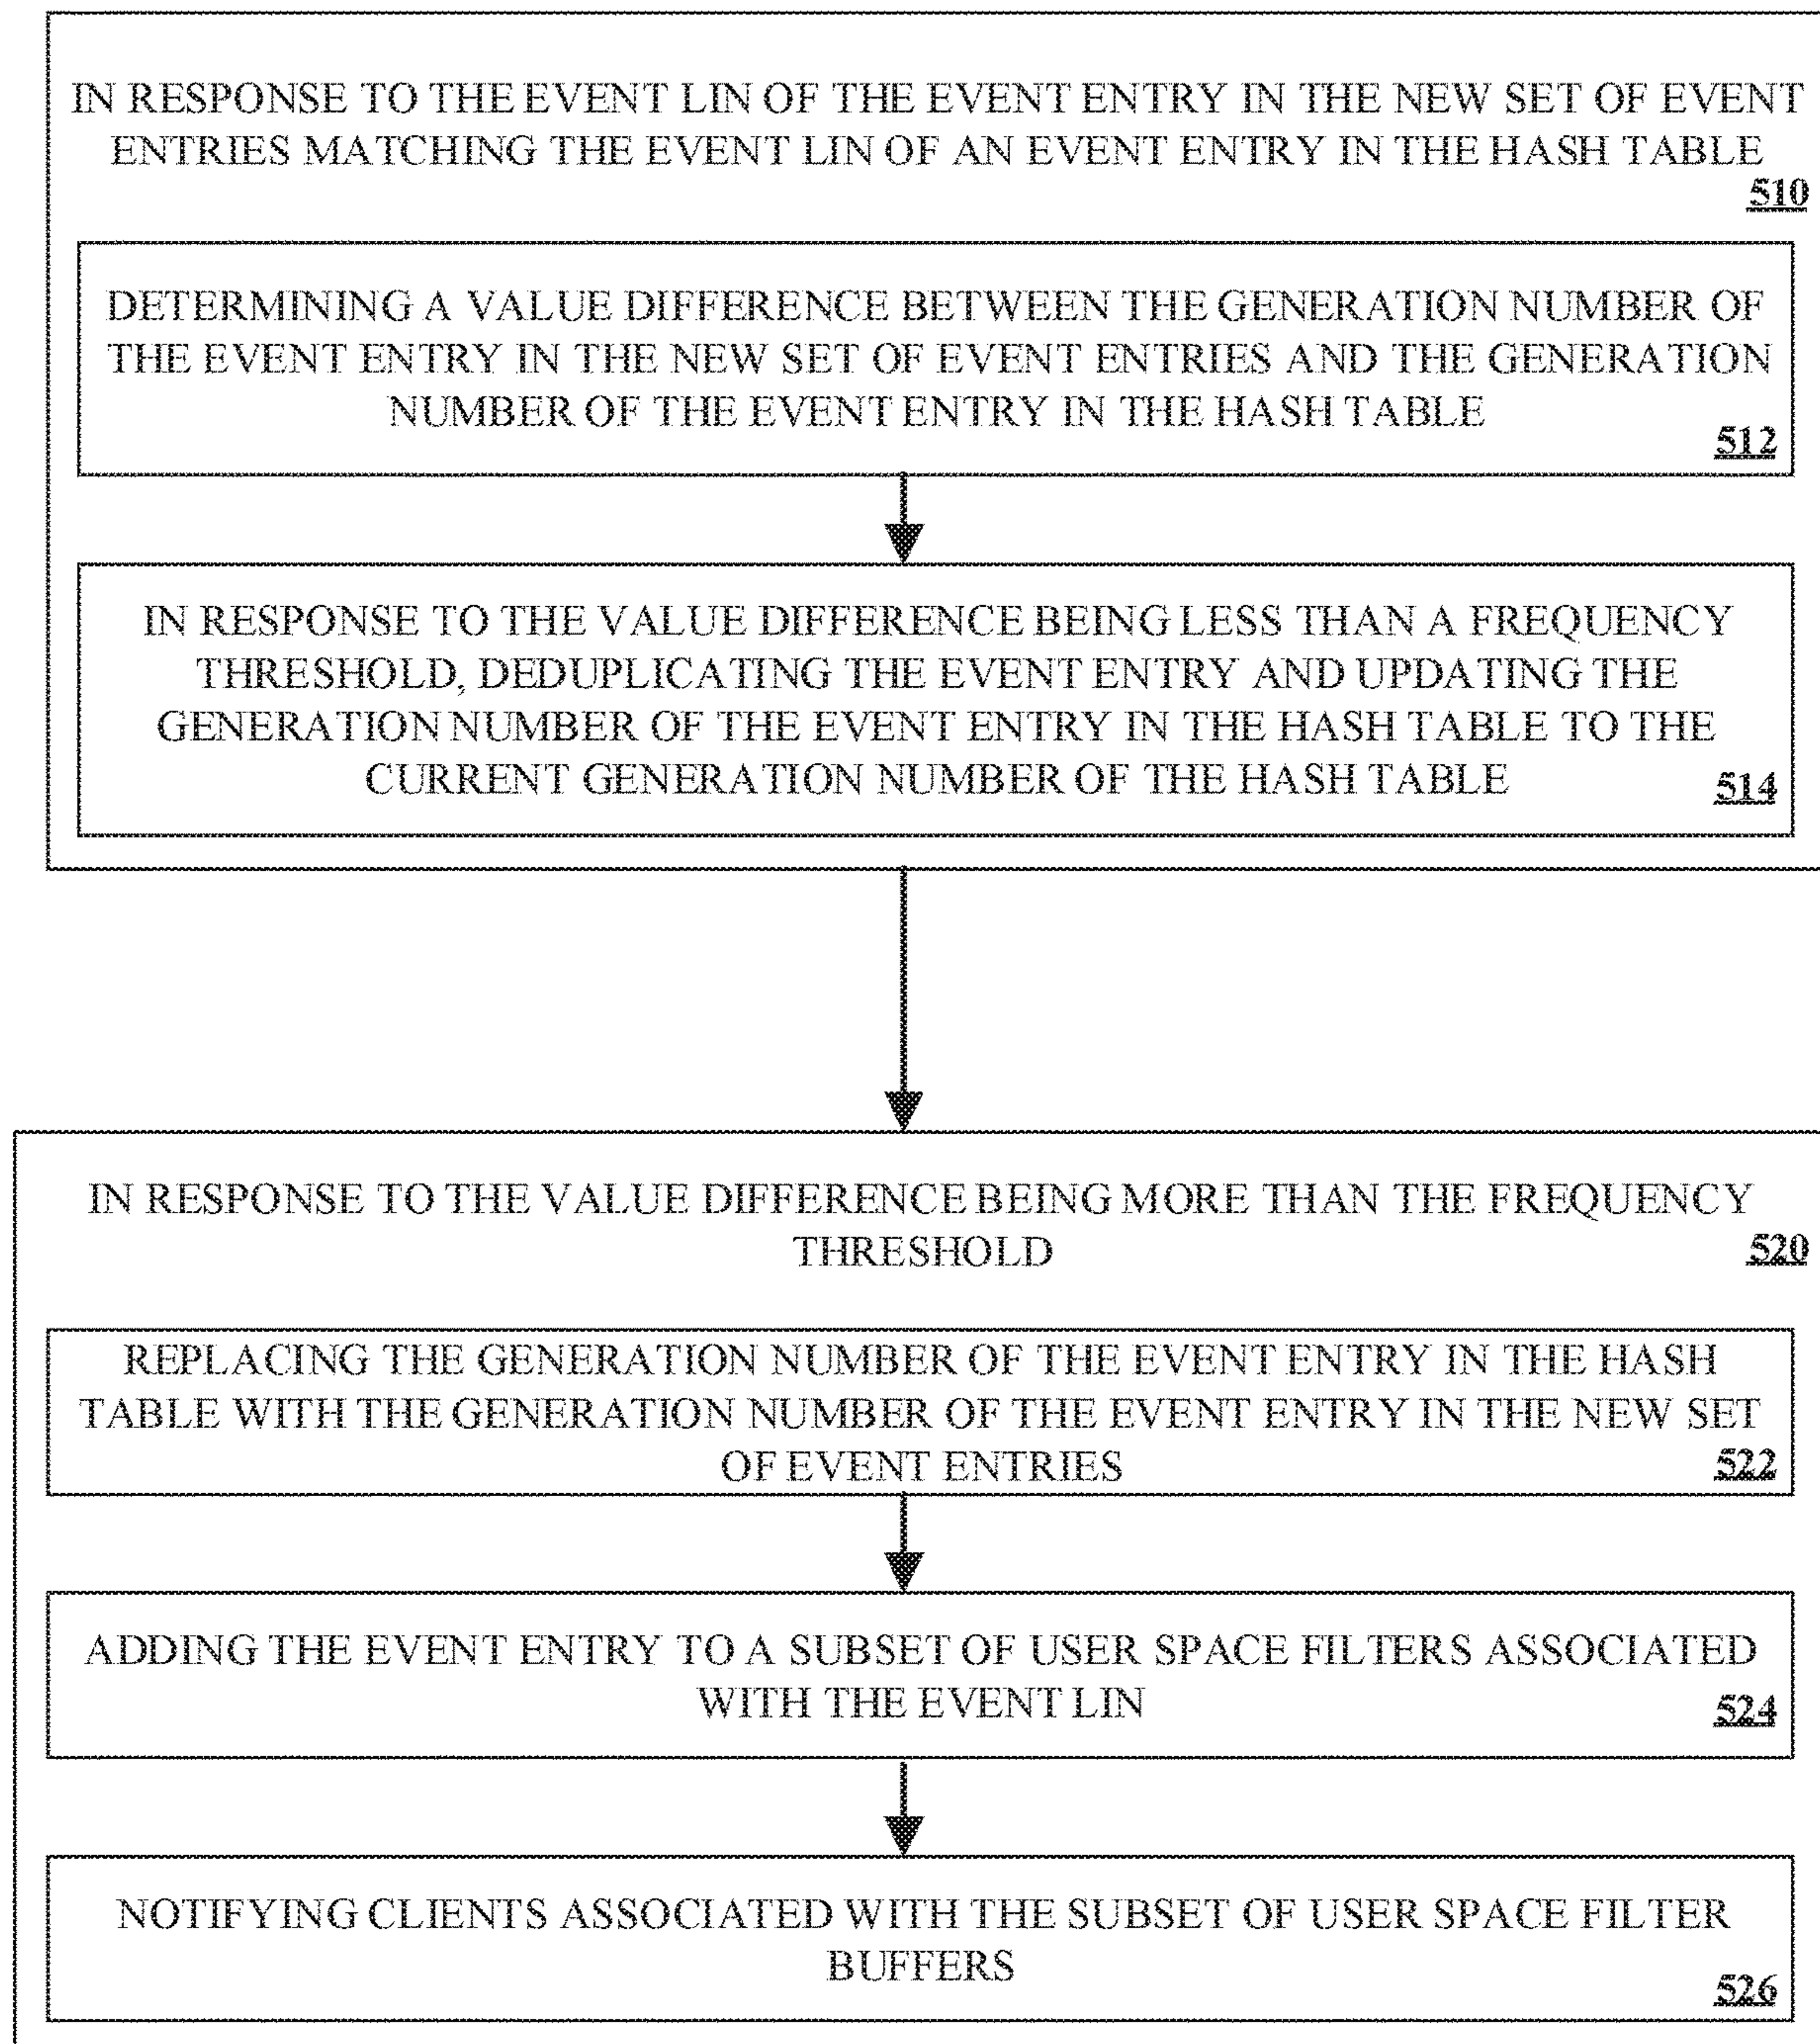 IN RESPONSE TO THE EVENT LIN OF THE EVENT ENTRY IN THE NEW SET OF EVENT
ENTRIES MATCHING THE EVENT LIN OF AN EVENT ENTRY IN THE HASH TABLE
510
DETERMINING A VALUE DIFFERENCE BETWEEN THE GENERATION NUMBER OF
THE EVENT ENTRY IN THE NEW SET OF EVENT ENTRIES AND THE GENERATION
NUMBER OF THE EVENT ENTRY IN THE HASH TABLE
512
IN RESPONSE TO THE VALUE DIFFERENCE BEING LESS THAN A FREQUENCY
THRESHOLD, DEDUPLICATING THE EVENT ENTRY AND UPDATING THE
GENERATION NUMBER OF THE EVENT ENTRY IN THE HASH TABLE TO THE
CURRENT GENERATION NUMBER OF THE HASH TABLE
514
IN RESPONSE TO THE VALUE DIFFERENCE BEING MORE THAN THE FREQUENCY
THRESHOLD
520
REPLACING THE GENERATION NUMBER OF THE EVENT ENTRY IN THE HASH
TABLE WITH THE GENERATION NUMBER OF THE EVENT ENTRY IN THE NEW SET
OF EVENT ENTRIES
522
ADDING THE EVENT ENTRY TO A SUBSET OF USER SPACE FILTERS ASSOCIATED
WITH THE EVENT LIN
524
NOTIFYING CLIENTS ASSOCIATED WITH THE SUBSET OF USER SPACE FILTER
BUFFERS
526